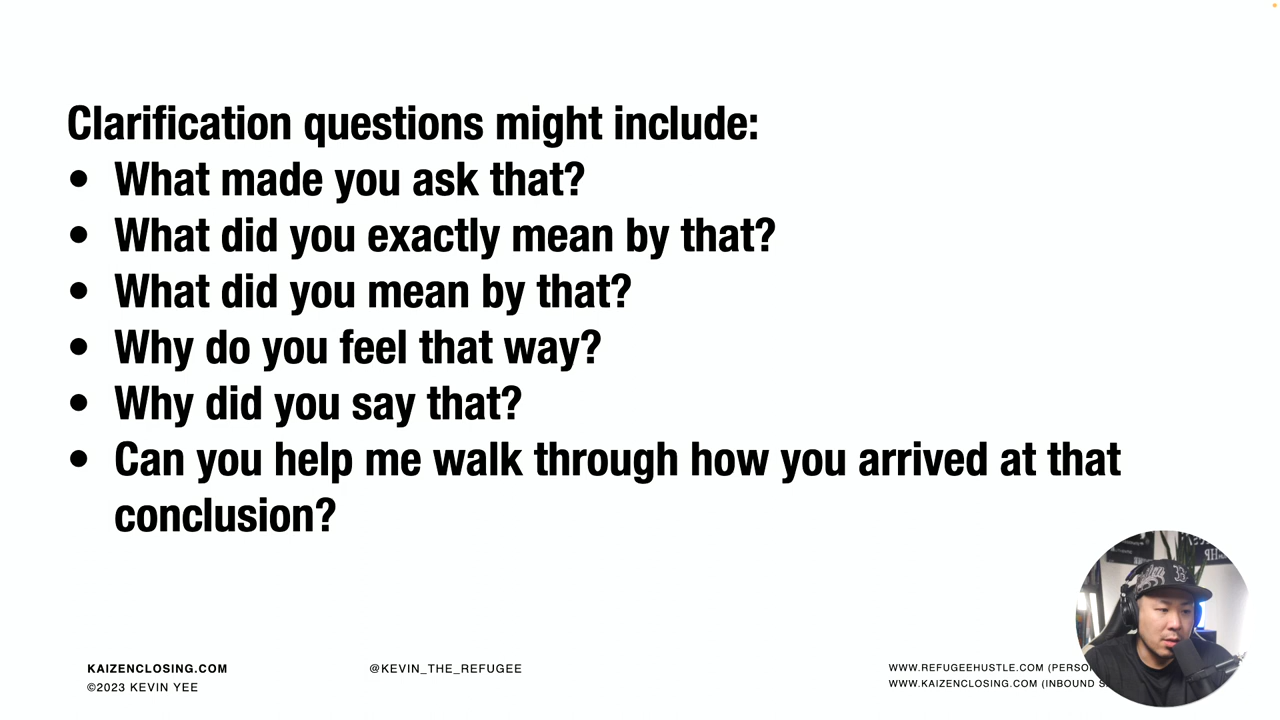 Clarification questions might include:
• What made you ask that?
• What did you exactly mean by that?
• What did you mean by that?
• Why do you feel that way?
• Why did you say that?
• Can you help me walk through how you arrived at that
conclusion?
KAIZENCLOSING.COM
©2023 KEVIN YEE
@KEVIN_THE_REFUGEE
WWW.REFUGEEHUSTLE.COM
WWW.KAIZENCLOSING.COM (INBOUND